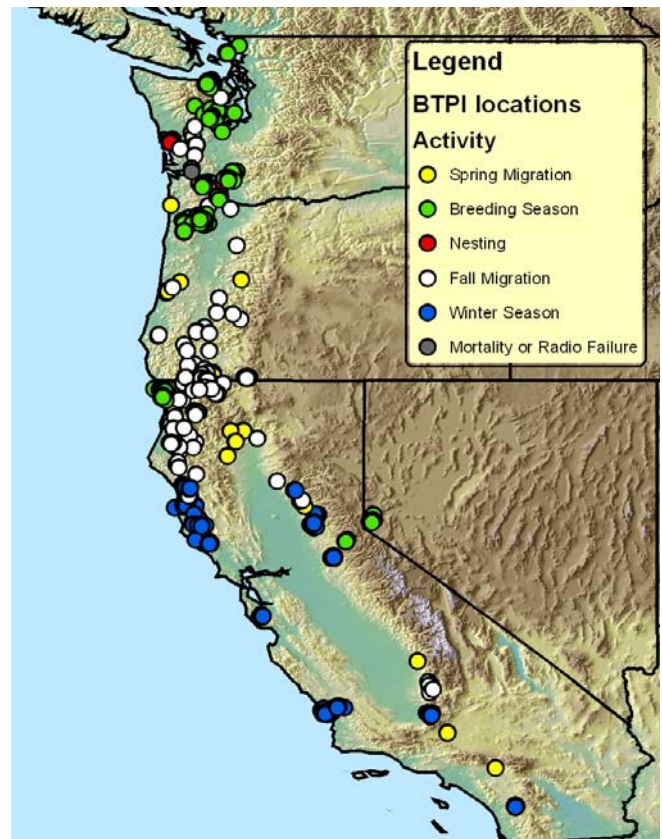 Legend
BTPI locations
Activity
Spring Migration
Breeding Season
Nesting
Fall Migration
Winter Season
Mortality or Radio Failure